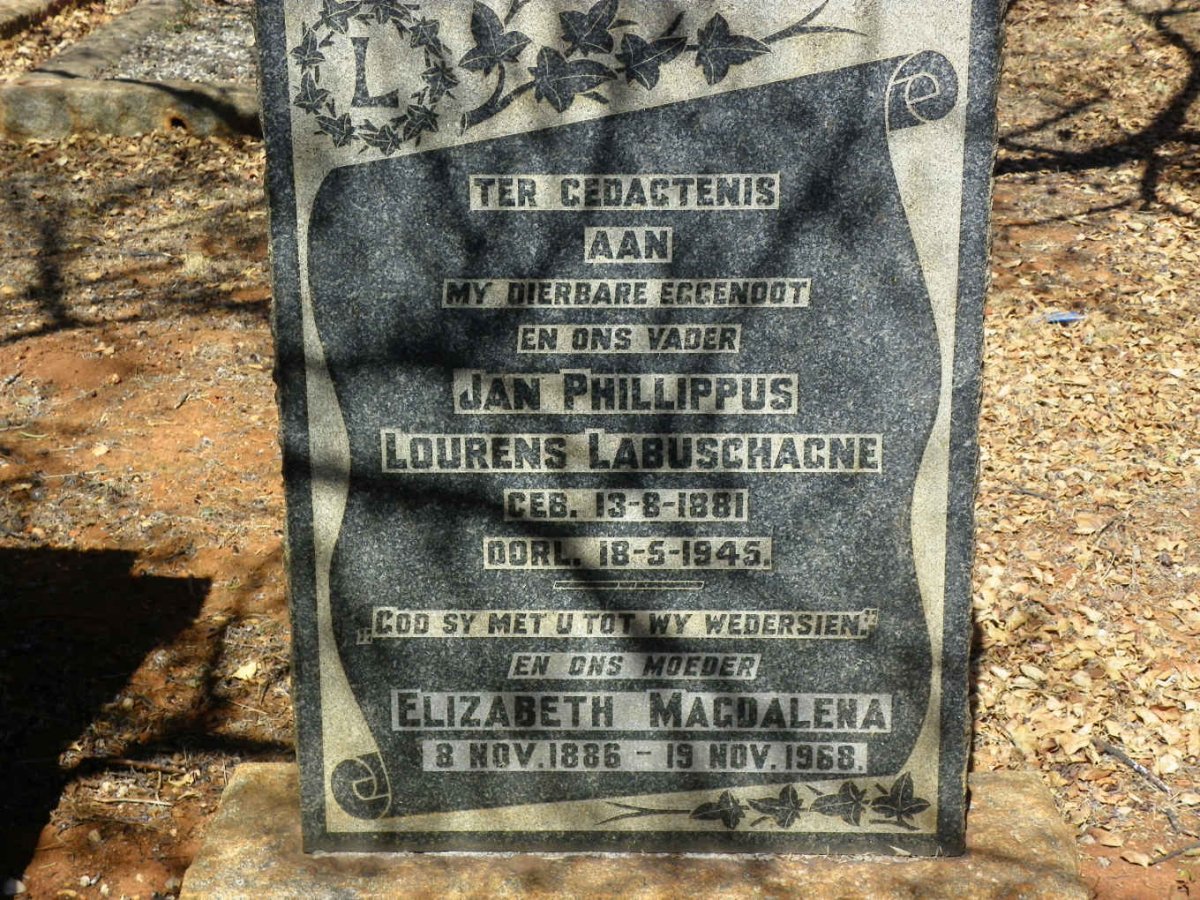 L
TER GEDAGTENIS
AAN
MY DIERBARE EGGENOOT
EN ONS VADER
JAN PHILLIPPUS
LOURENS LABUSCHAGNE
GEB. 13-8-1881
OORL. 18-5-1945.
„GOD SY MET U TOT WY WEDERSIEN."
EN ONS MOEDER
ELIZABETH MAGDALENA
8 NOV. 1886 - 19 NOV. 1968.